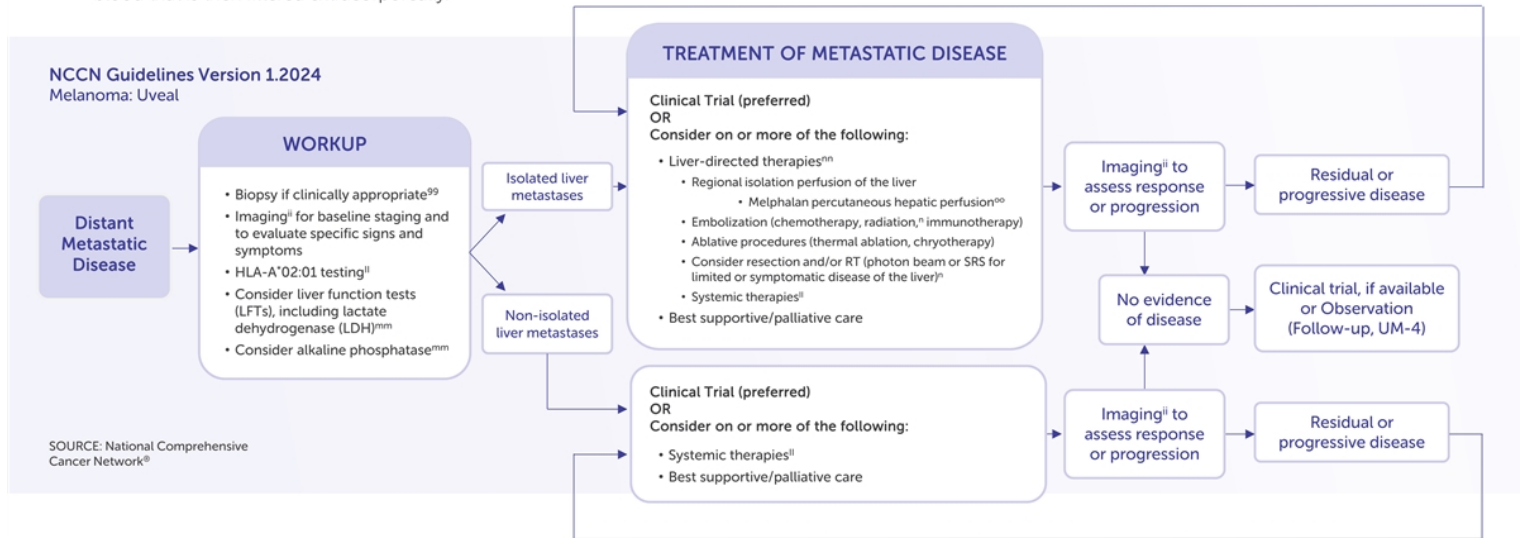 NCCN Guidelines Version 1.2024
Melanoma: Uveal
Distant
Metastatic
Disease
WORKUP
• Biopsy if clinically appropriate⁹⁹
• Imagingⁱⁱ for baseline staging and
to evaluate specific signs and
symptoms
• HLA-A*02:01 testingˡˡ
• Consider liver function tests
(LFTs), including lactate
dehydrogenase (LDH)ᵐᵐ
• Consider alkaline phosphataseᵐᵐ
Isolated liver
metastases
Non-isolated
liver metastases
TREATMENT OF METASTATIC DISEASE
Clinical Trial (preferred)
OR
Consider on or more of the following:
• Liver-directed therapiesⁿⁿ
• Regional isolation perfusion of the liver
• Melphalan percutaneous hepatic perfusionᵒᵒ
• Embolization (chemotherapy, radiation,ⁿ immunotherapy)
• Ablative procedures (thermal ablation, chryotherapy)
• Consider resection and/or RT (photon beam or SRS for
limited or symptomatic disease of the liver)ⁿ
• Systemic therapiesˡˡ
• Best supportive/palliative care
Imagingⁱⁱ to
assess response
or progression
Residual or
progressive disease
No evidence
of disease
Clinical trial, if available
or Observation
(Follow-up, UM-4)
Clinical Trial (preferred)
OR
Consider on or more of the following:
• Systemic therapiesˡˡ
• Best supportive/palliative care
Imagingⁱⁱ to
assess response
or progression
Residual or
progressive disease
SOURCE: National Comprehensive
Cancer Network®